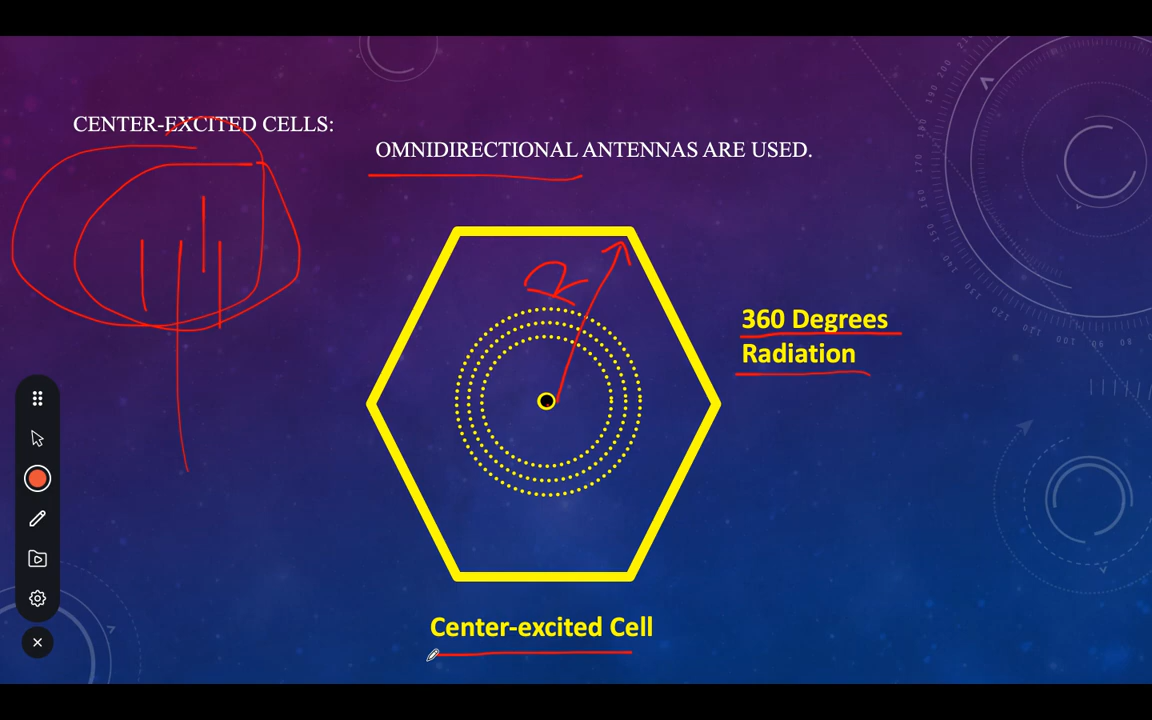 CENTER-EXCITED CELLS:
OMNIDIRECTIONAL ANTENNAS ARE USED.
R
360 Degrees
Radiation
Center-excited Cell